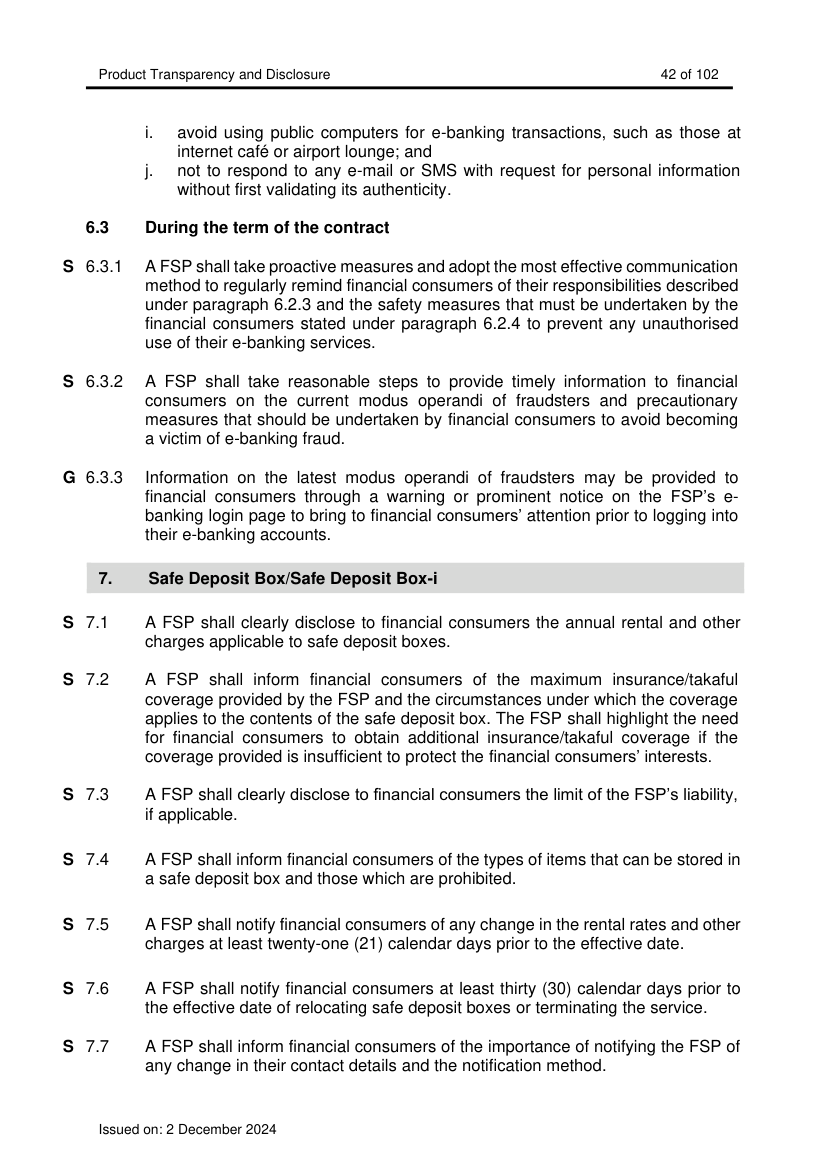 Product Transparency and Disclosure 42 of 102
i. avoid using public computers for e-banking transactions, such as those at
internet café or airport lounge; and
j. not to respond to any e-mail or SMS with request for personal information
without first validating its authenticity.
6.3 During the term of the contract
S 6.3.1 A FSP shall take proactive measures and adopt the most effective communication
method to regularly remind financial consumers of their responsibilities described
under paragraph 6.2.3 and the safety measures that must be undertaken by the
financial consumers stated under paragraph 6.2.4 to prevent any unauthorised
use of their e-banking services.
S 6.3.2 A FSP shall take reasonable steps to provide timely information to financial
consumers on the current modus operandi of fraudsters and precautionary
measures that should be undertaken by financial consumers to avoid becoming
a victim of e-banking fraud.
G 6.3.3 Information on the latest modus operandi of fraudsters may be provided to
financial consumers through a warning or prominent notice on the FSP’s e-
banking login page to bring to financial consumers’ attention prior to logging into
their e-banking accounts.
7. Safe Deposit Box/Safe Deposit Box-i
S 7.1 A FSP shall clearly disclose to financial consumers the annual rental and other
charges applicable to safe deposit boxes.
S 7.2 A FSP shall inform financial consumers of the maximum insurance/takaful
coverage provided by the FSP and the circumstances under which the coverage
applies to the contents of the safe deposit box. The FSP shall highlight the need
for financial consumers to obtain additional insurance/takaful coverage if the
coverage provided is insufficient to protect the financial consumers’ interests.
S 7.3 A FSP shall clearly disclose to financial consumers the limit of the FSP’s liability,
if applicable.
S 7.4 A FSP shall inform financial consumers of the types of items that can be stored in
a safe deposit box and those which are prohibited.
S 7.5 A FSP shall notify financial consumers of any change in the rental rates and other
charges at least twenty-one (21) calendar days prior to the effective date.
S 7.6 A FSP shall notify financial consumers at least thirty (30) calendar days prior to
the effective date of relocating safe deposit boxes or terminating the service.
S 7.7 A FSP shall inform financial consumers of the importance of notifying the FSP of
any change in their contact details and the notification method.
Issued on: 2 December 2024